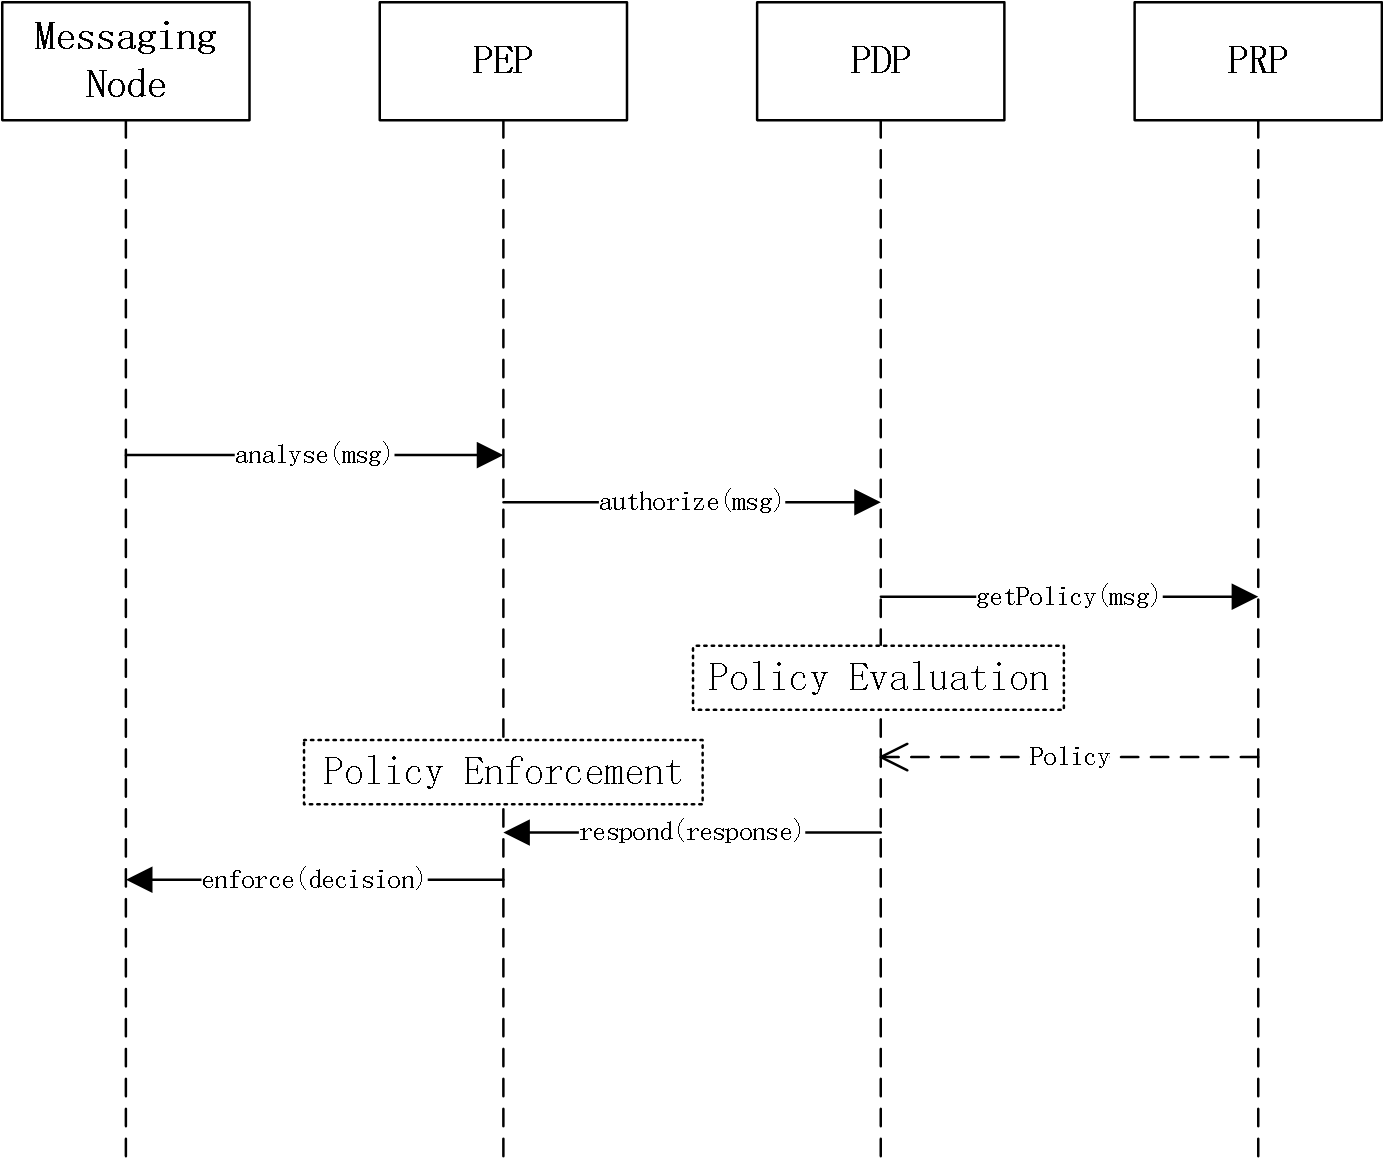 Messaging
Node
PEP
PDP
PRP
analyse(msg)
authorize(msg)
getPolicy(msg)
Policy Evaluation
Policy
Policy Enforcement
respond(response)
enforce(decision)